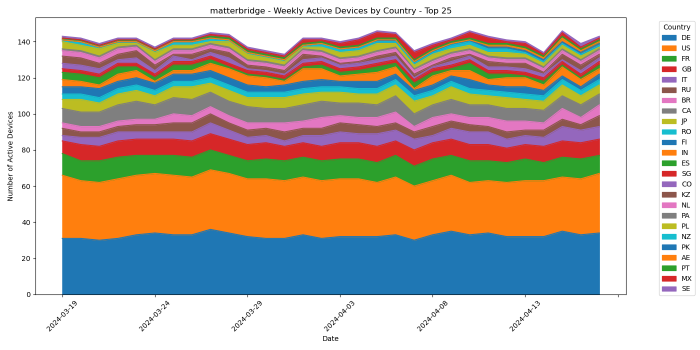 matterbridge - Weekly Active Devices by Country - Top 25
Number of Active Devices
140
120
100
80
60
40
20
0
2024-03-19
2024-03-24
2024-03-29
2024-04-03
2024-04-08
2024-04-13
Date
Country
DE
US
FR
GB
IT
RU
BR
CA
JP
RO
FI
IN
ES
SG
CO
KZ
NL
PA
PL
NZ
PK
AE
PT
MX
SE